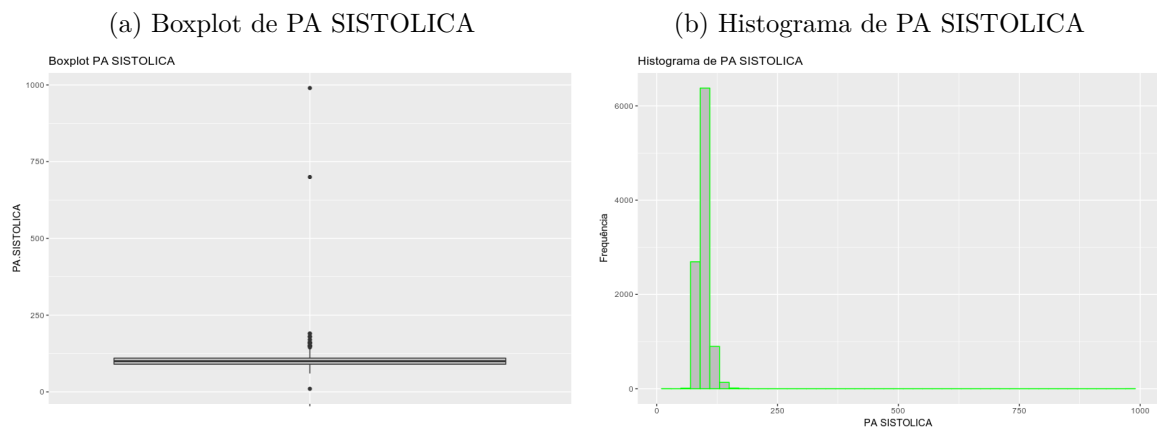 (a) Boxplot de PA SISTOLICA
Boxplot PA SISTOLICA
1000
750
500
250
0
PA.SISTOLICA
(b) Histograma de PA SISTOLICA
Histograma de PA SISTOLICA
6000
4000
2000
0
Frequência
0 250 500 750 1000
PA SISTOLICA